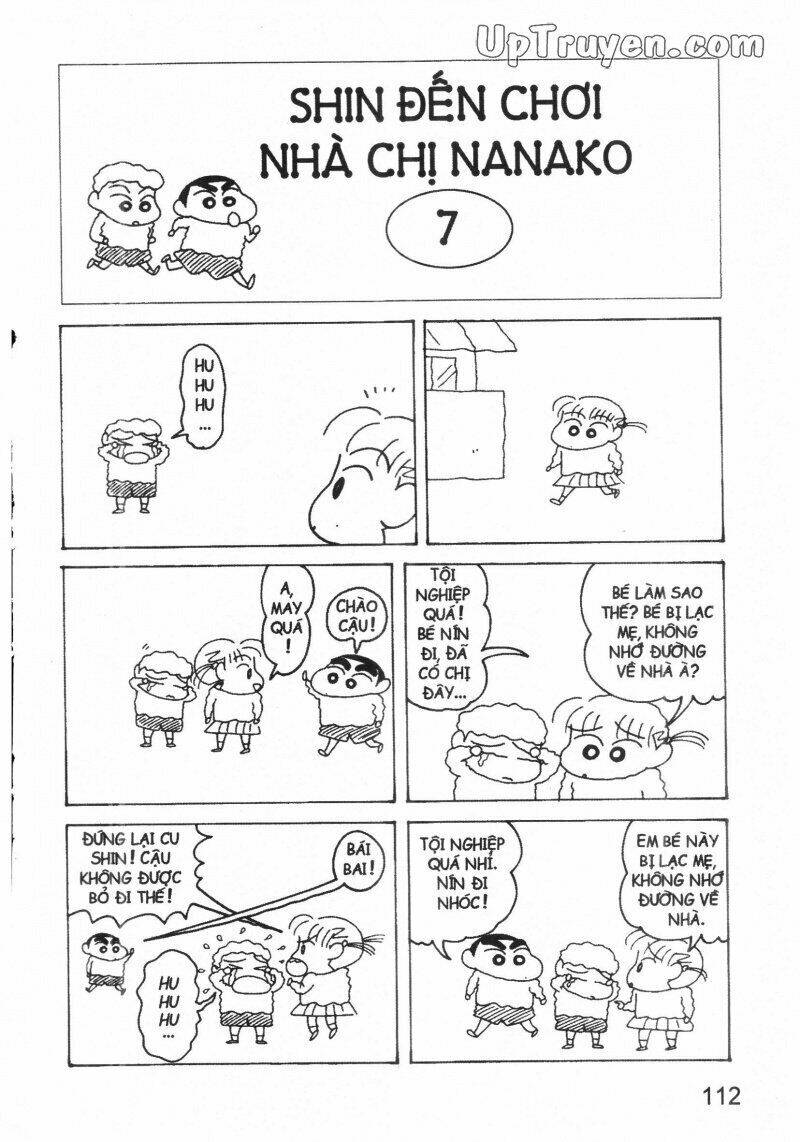 UpTruyen.com
SHIN ĐẾN CHƠI
NHÀ CHỊ NANAKO
7
HU
HU
HU
...
BÉ LÀM SAO
THẾ? BÉ BỊ LẠC
MẸ, KHÔNG
NHỚ ĐƯỜNG
VỀ NHÀ À?
TỘI
NGHIỆP
QUÁ!
BÉ NÍN
ĐI, ĐÃ
CÓ CHỊ
ĐÂY...
CHÀO
CẬU!
A,
MAY
QUÁ
!
EM BÉ NÀY
BỊ LẠC MẸ,
KHÔNG NHỚ
ĐƯỜNG VỀ
NHÀ.
TỘI NGHIỆP
QUÁ NHỈ.
NÍN ĐI
NHÓC!
BÁI
BAI!
ĐỨNG LẠI CU
SHIN! CẬU
KHÔNG ĐƯỢC
BỎ ĐI THẾ!
HU
HU
HU
...
112